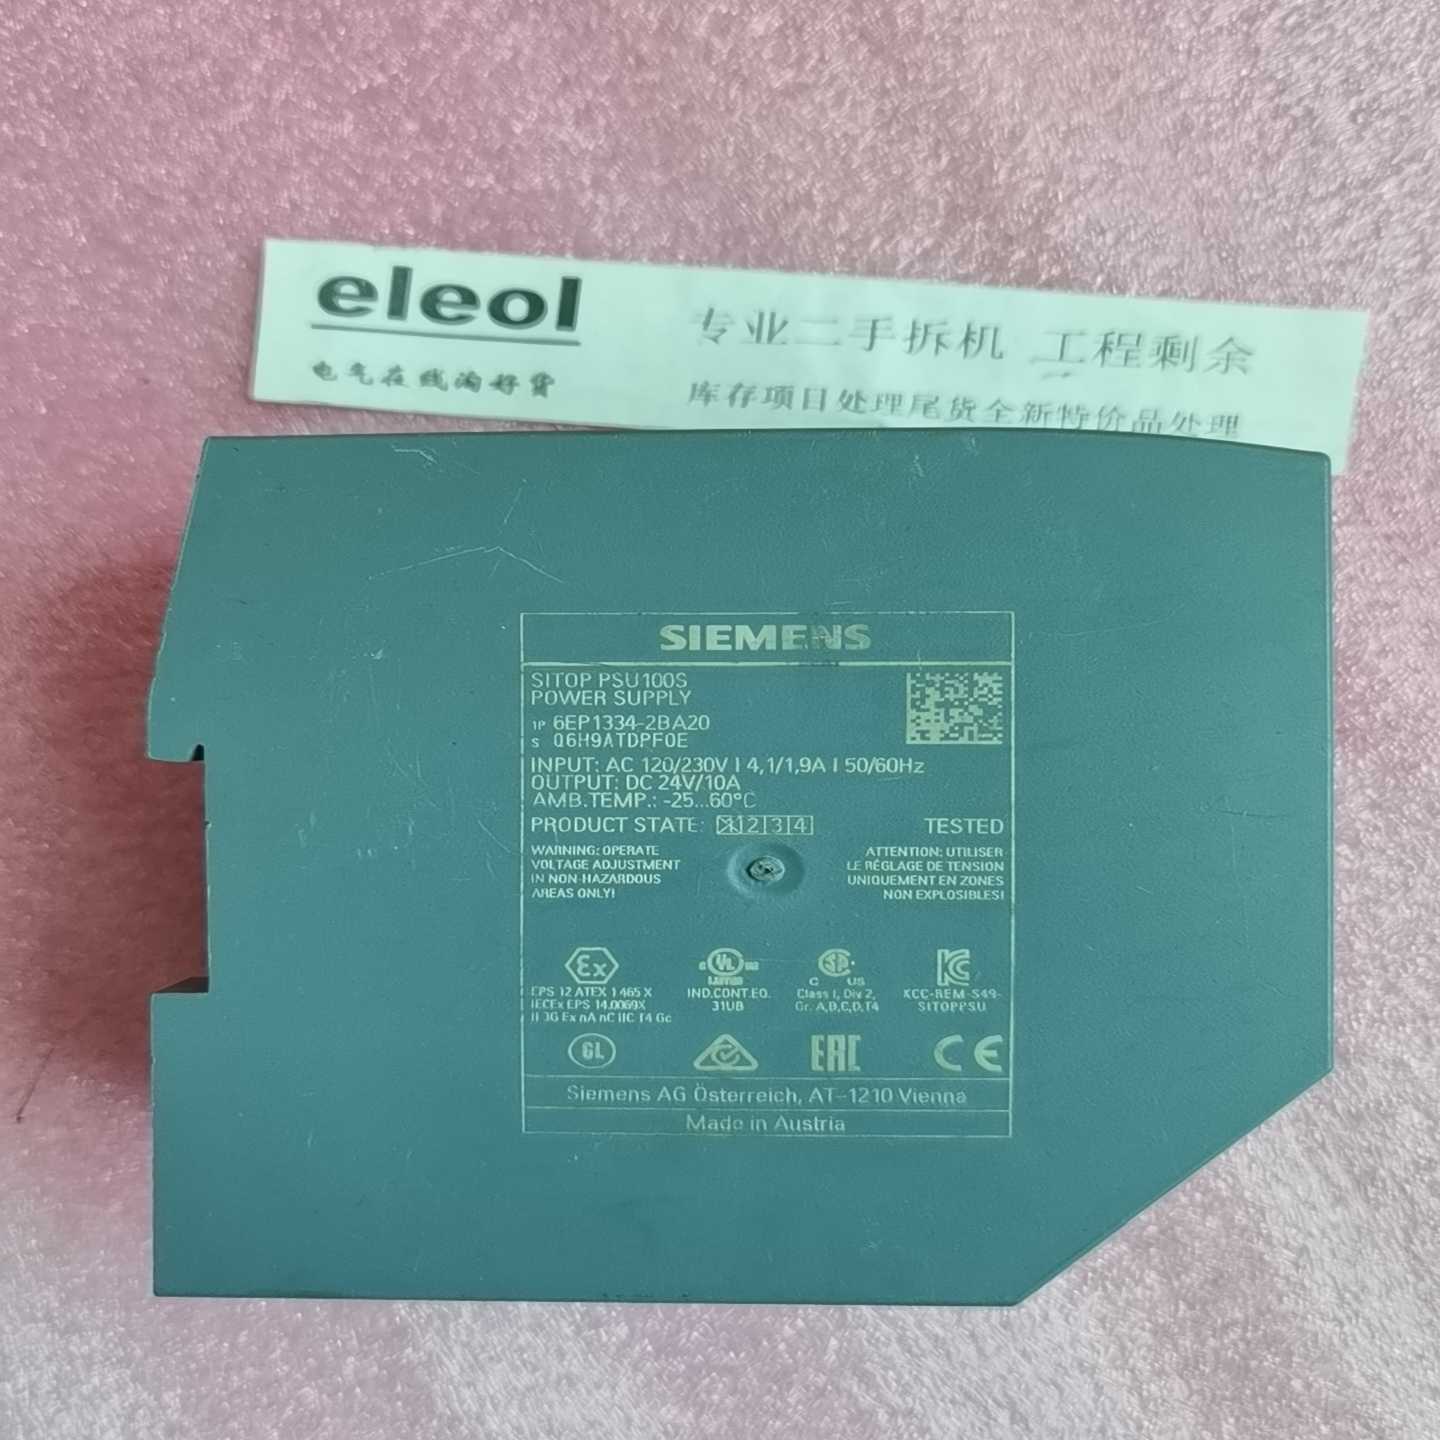 eleol
电气在线淘好货
专业二手拆机 工程剩余
库存项目处理尾货全新特价品处理
SIEMENS
SITOP PSU100S
POWER SUPPLY
1P 6EP1334-2BA20
S Q6H9ATDPF0E
INPUT: AC 120/230V | 4,1/1,9A | 50/60Hz
OUTPUT: DC 24V/10A
AMB.TEMP.: -25...60°C
PRODUCT STATE: X 2 3 4 TESTED
WARNING: OPERATE
VOLTAGE ADJUSTMENT
IN NON-HAZARDOUS
AREAS ONLY!
ATTENTION: UTILISER
LE RÉGLAGE DE TENSION
UNIQUEMENT EN ZONES
NON EXPLOSIBLES!
Ex
EPS 12 ATEX 1 465 X
IECEx EPS 14.0069X
II 3G Ex nA nC IIC T4 Gc
C UL US
LISTED
IND.CONT.EQ.
31UB
C US
Class I, Div 2,
Gr. A,B,C,D,T4
KCC-REM-S49-
SITOPPSU
GL
EAC
CE
Siemens AG Österreich, AT-1210 Vienna
Made in Austria